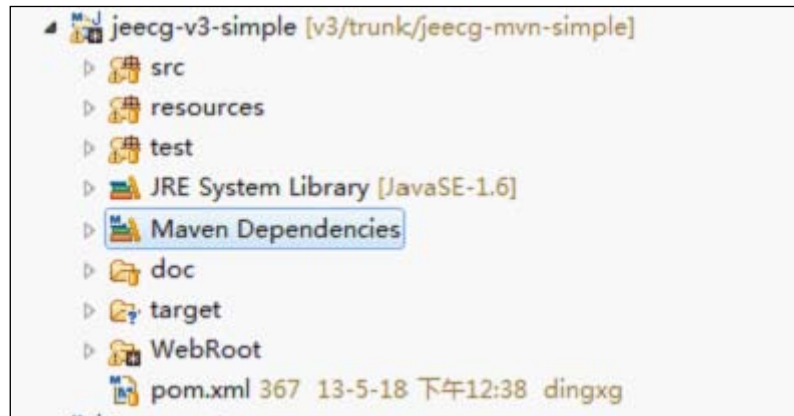 jeecg-v3-simple [v3/trunk/jeecg-mvn-simple]
src
resources
test
JRE System Library [JavaSE-1.6]
Maven Dependencies
doc
target
WebRoot
pom.xml 367 13-5-18 下午12:38 dingxg